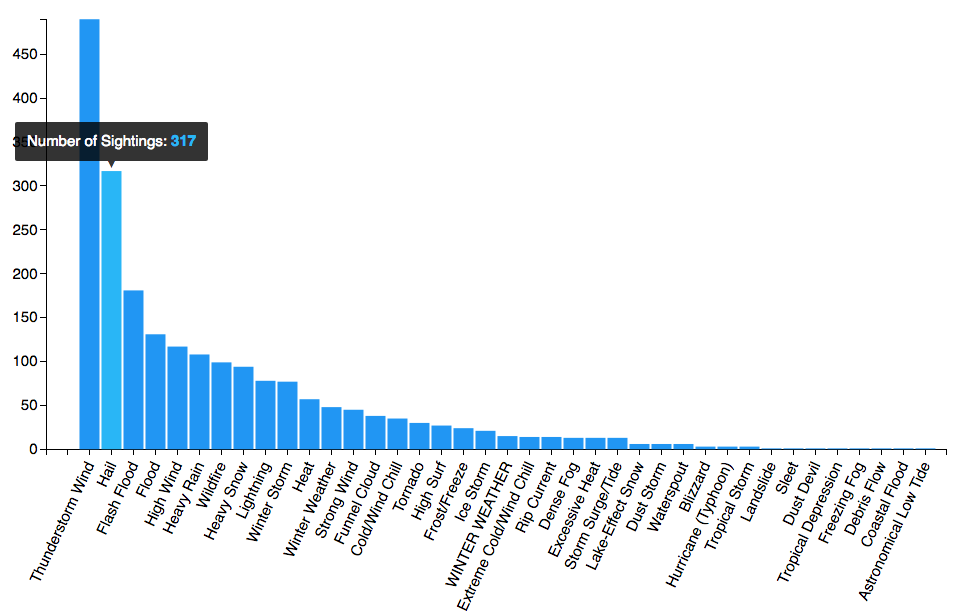 450
400
Number of Sightings: 317
300
250
200
150
100
50
0
Thunderstorm Wind
Hail
Flash Flood
Flood
High Wind
Heavy Rain
Wildfire
Heavy Snow
Lightning
Winter Storm
Heat
Winter Weather
Strong Wind
Funnel Cloud
Cold/Wind Chill
Tornado
High Surf
Frost/Freeze
Ice Storm
WINTER WEATHER
Extreme Cold/Wind Chill
Rip Current
Dense Fog
Excessive Heat
Storm Surge/Tide
Lake-Effect Snow
Dust Storm
Waterspout
Blizzard
Hurricane (Typhoon)
Tropical Storm
Landslide
Sleet
Dust Devil
Tropical Depression
Freezing Fog
Debris Flow
Coastal Flood
Astronomical Low Tide